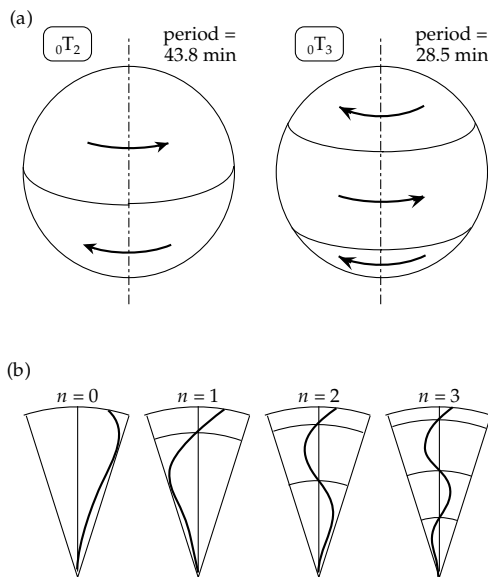 (a)
₀T₂
period =
43.8 min
₀T₃
period =
28.5 min
(b)
n = 0
n = 1
n = 2
n = 3